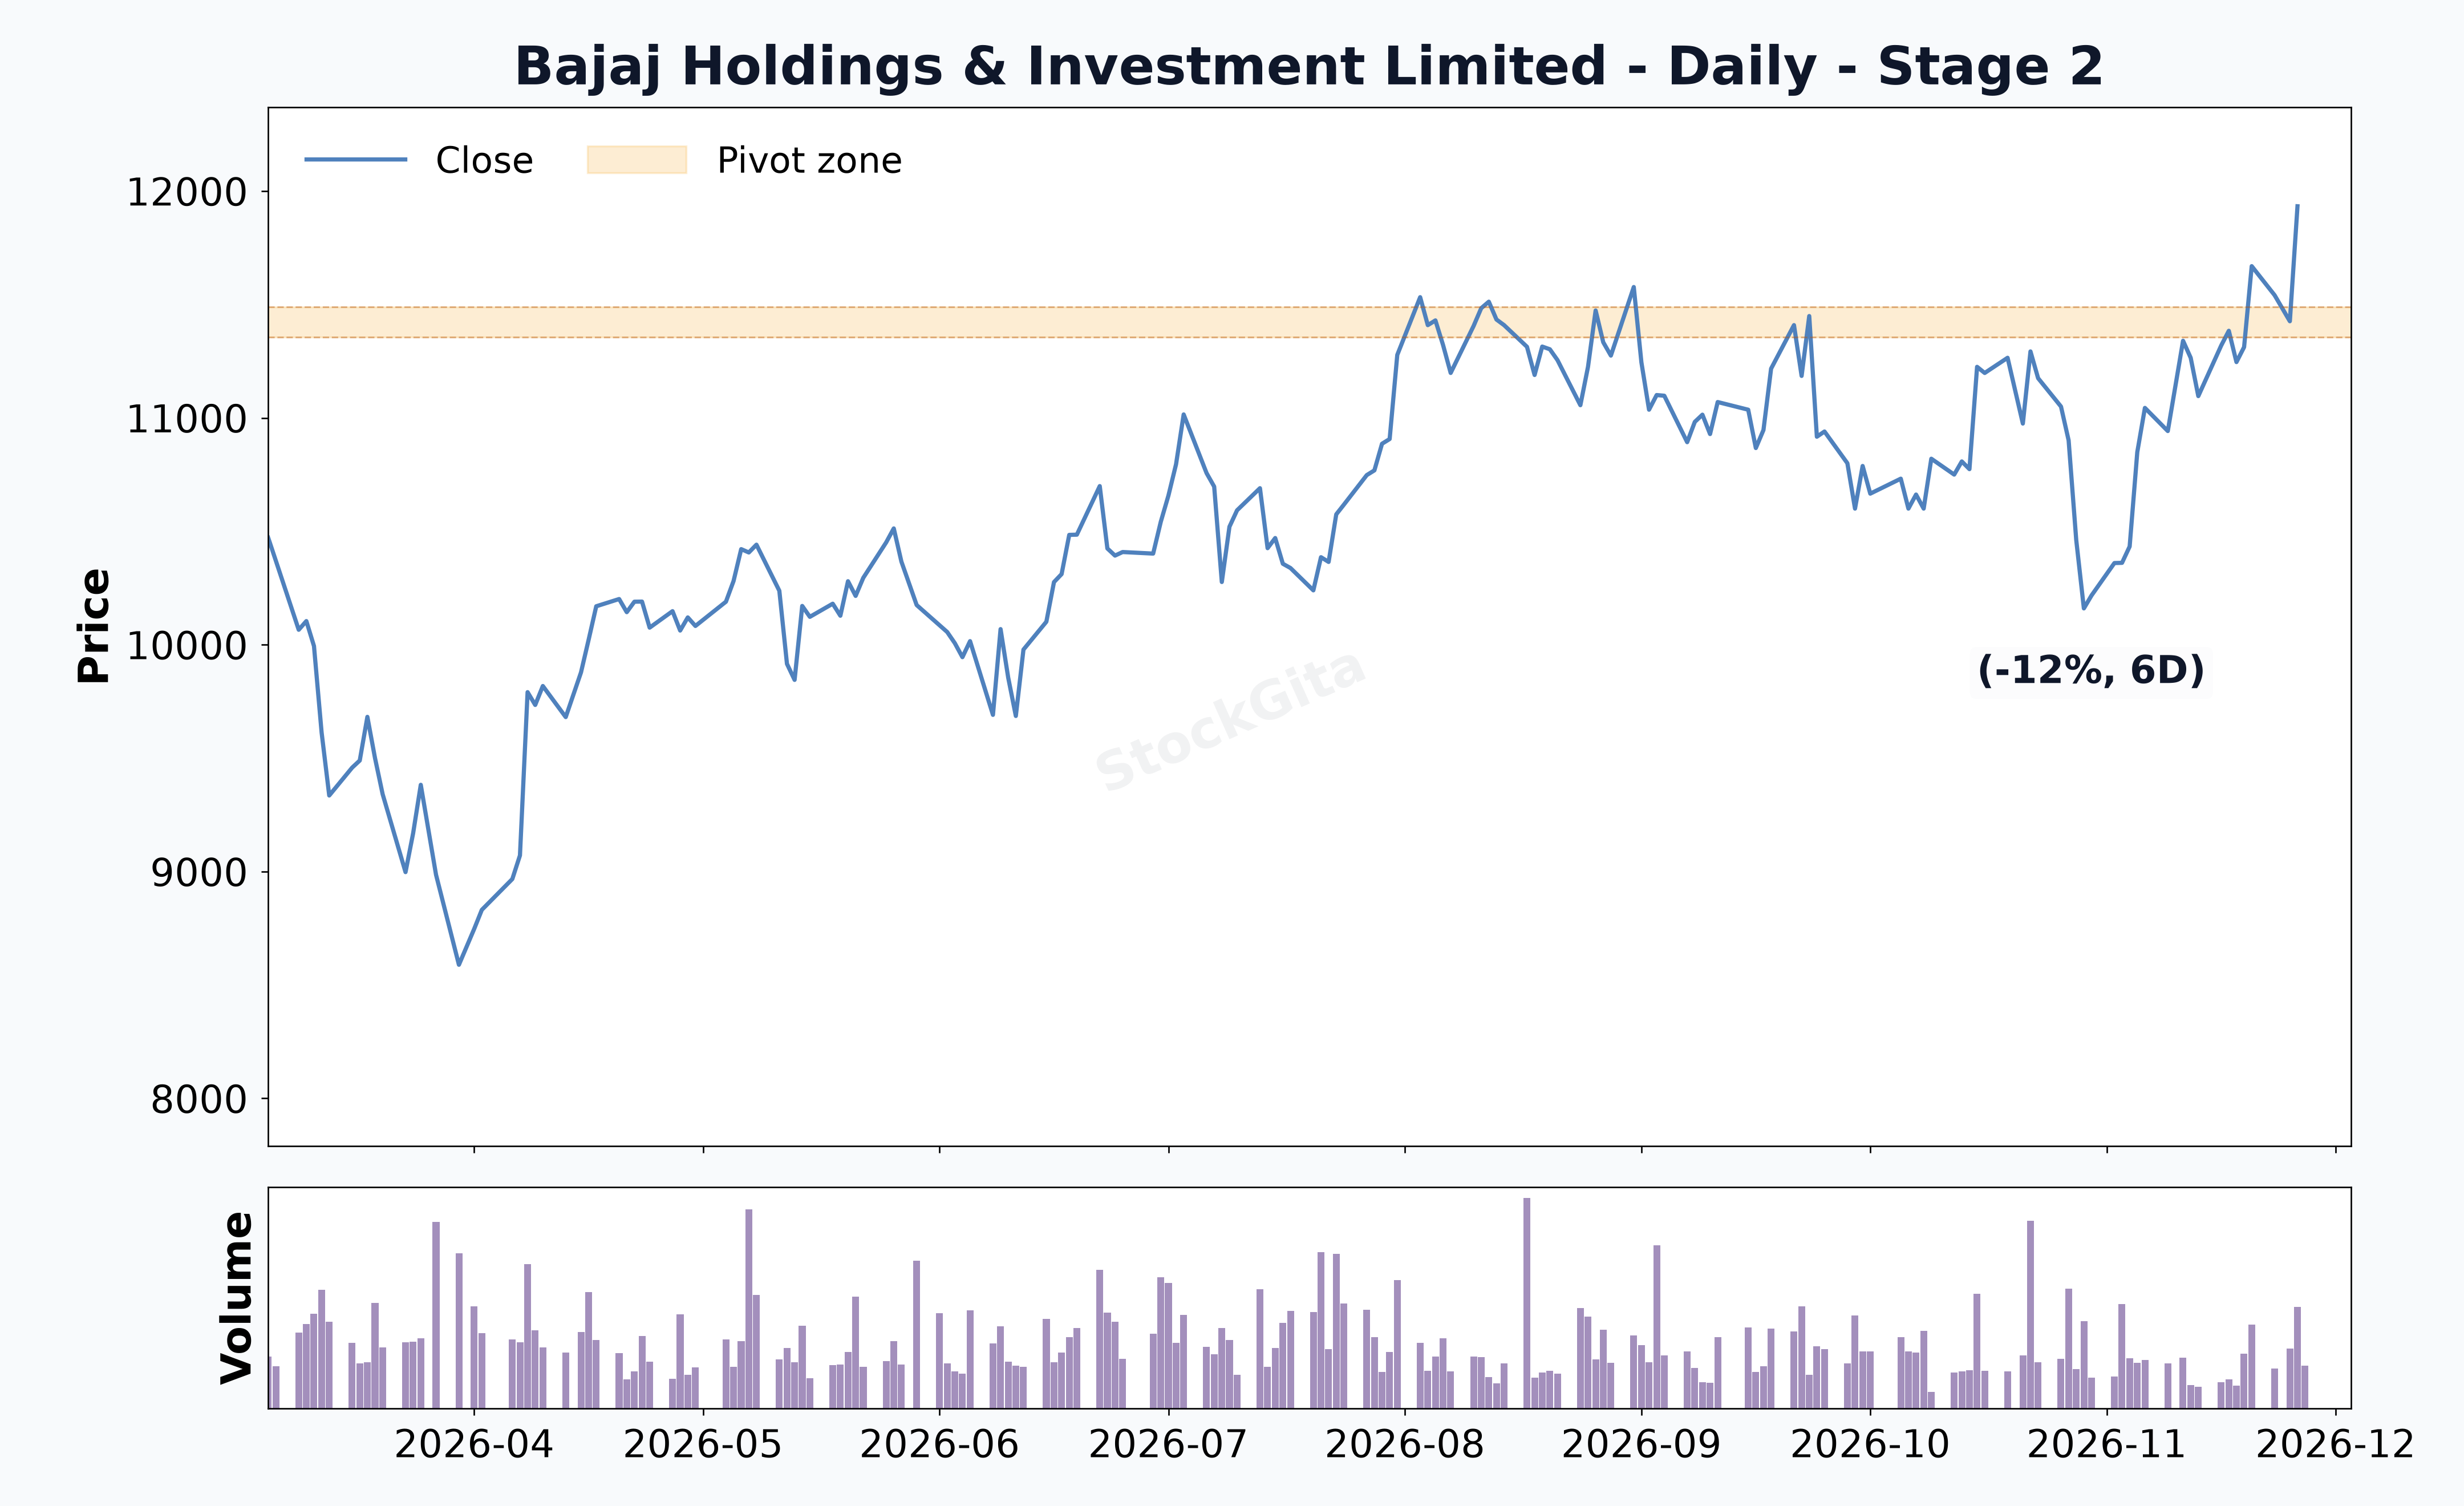 Bajaj Holdings & Investment Limited - Daily - Stage 2
Close
Pivot zone
12000
11000
10000
9000
8000
Price
(-12%, 6D)
StockGita
Volume
2026-04
2026-05
2026-06
2026-07
2026-08
2026-09
2026-10
2026-11
2026-12